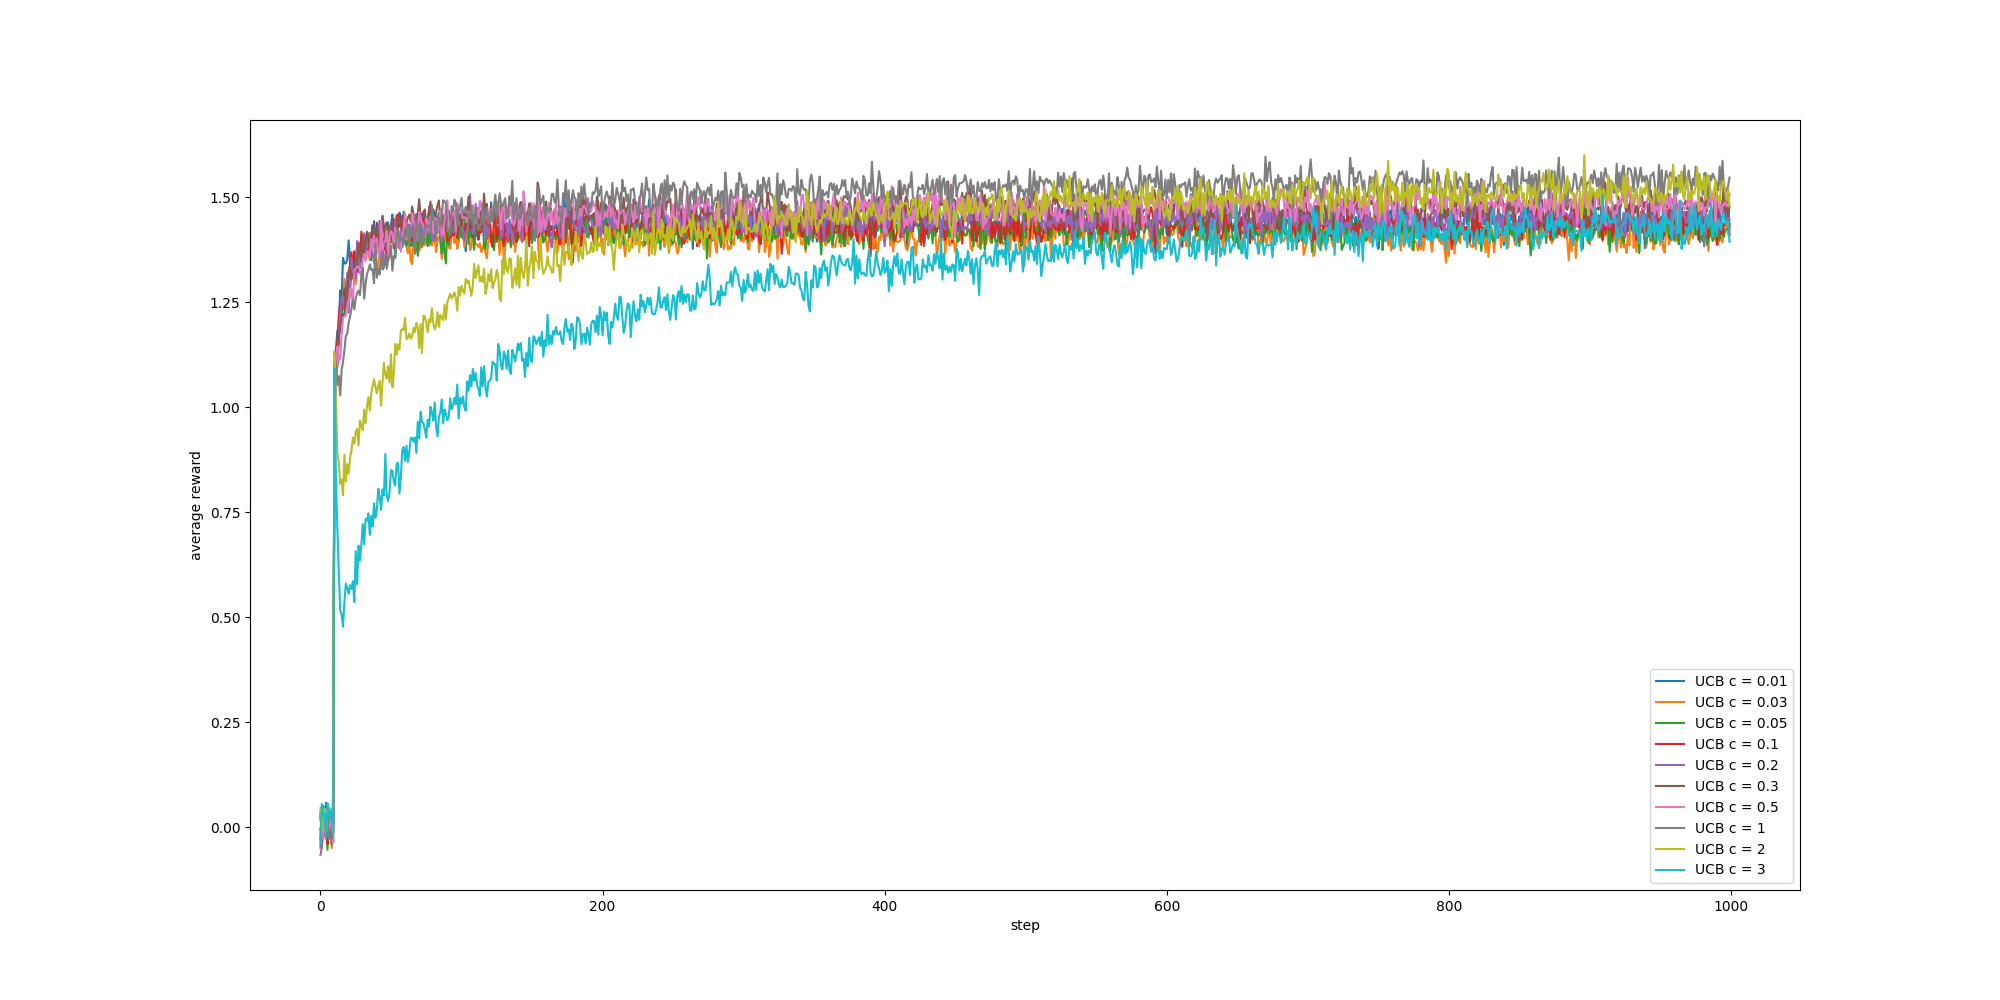 1.50
1.25
1.00
0.75
0.50
0.25
0.00
average reward
0
200
400
600
800
1000
step
UCB c = 0.01
UCB c = 0.03
UCB c = 0.05
UCB c = 0.1
UCB c = 0.2
UCB c = 0.3
UCB c = 0.5
UCB c = 1
UCB c = 2
UCB c = 3